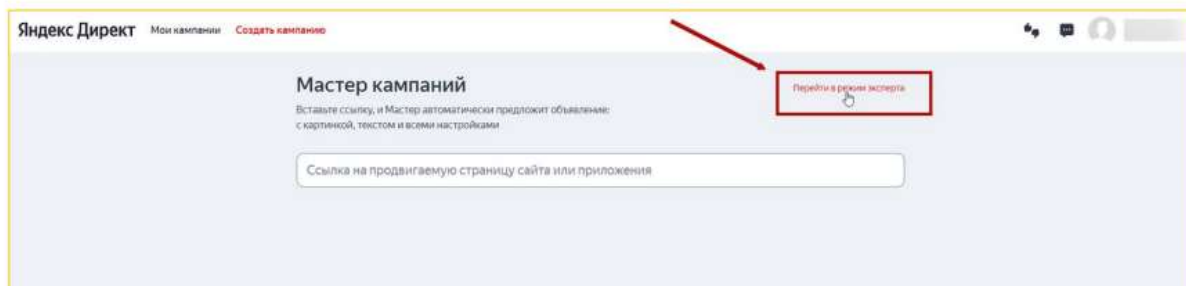 Яндекс Директ Мои кампании Создать кампанию
Мастер кампаний
Перейти в режим эксперта
Вставьте ссылку, и Мастер автоматически предложит объявление:
с картинкой, текстом и всеми настройками
Ссылка на продвигаемую страницу сайта или приложения